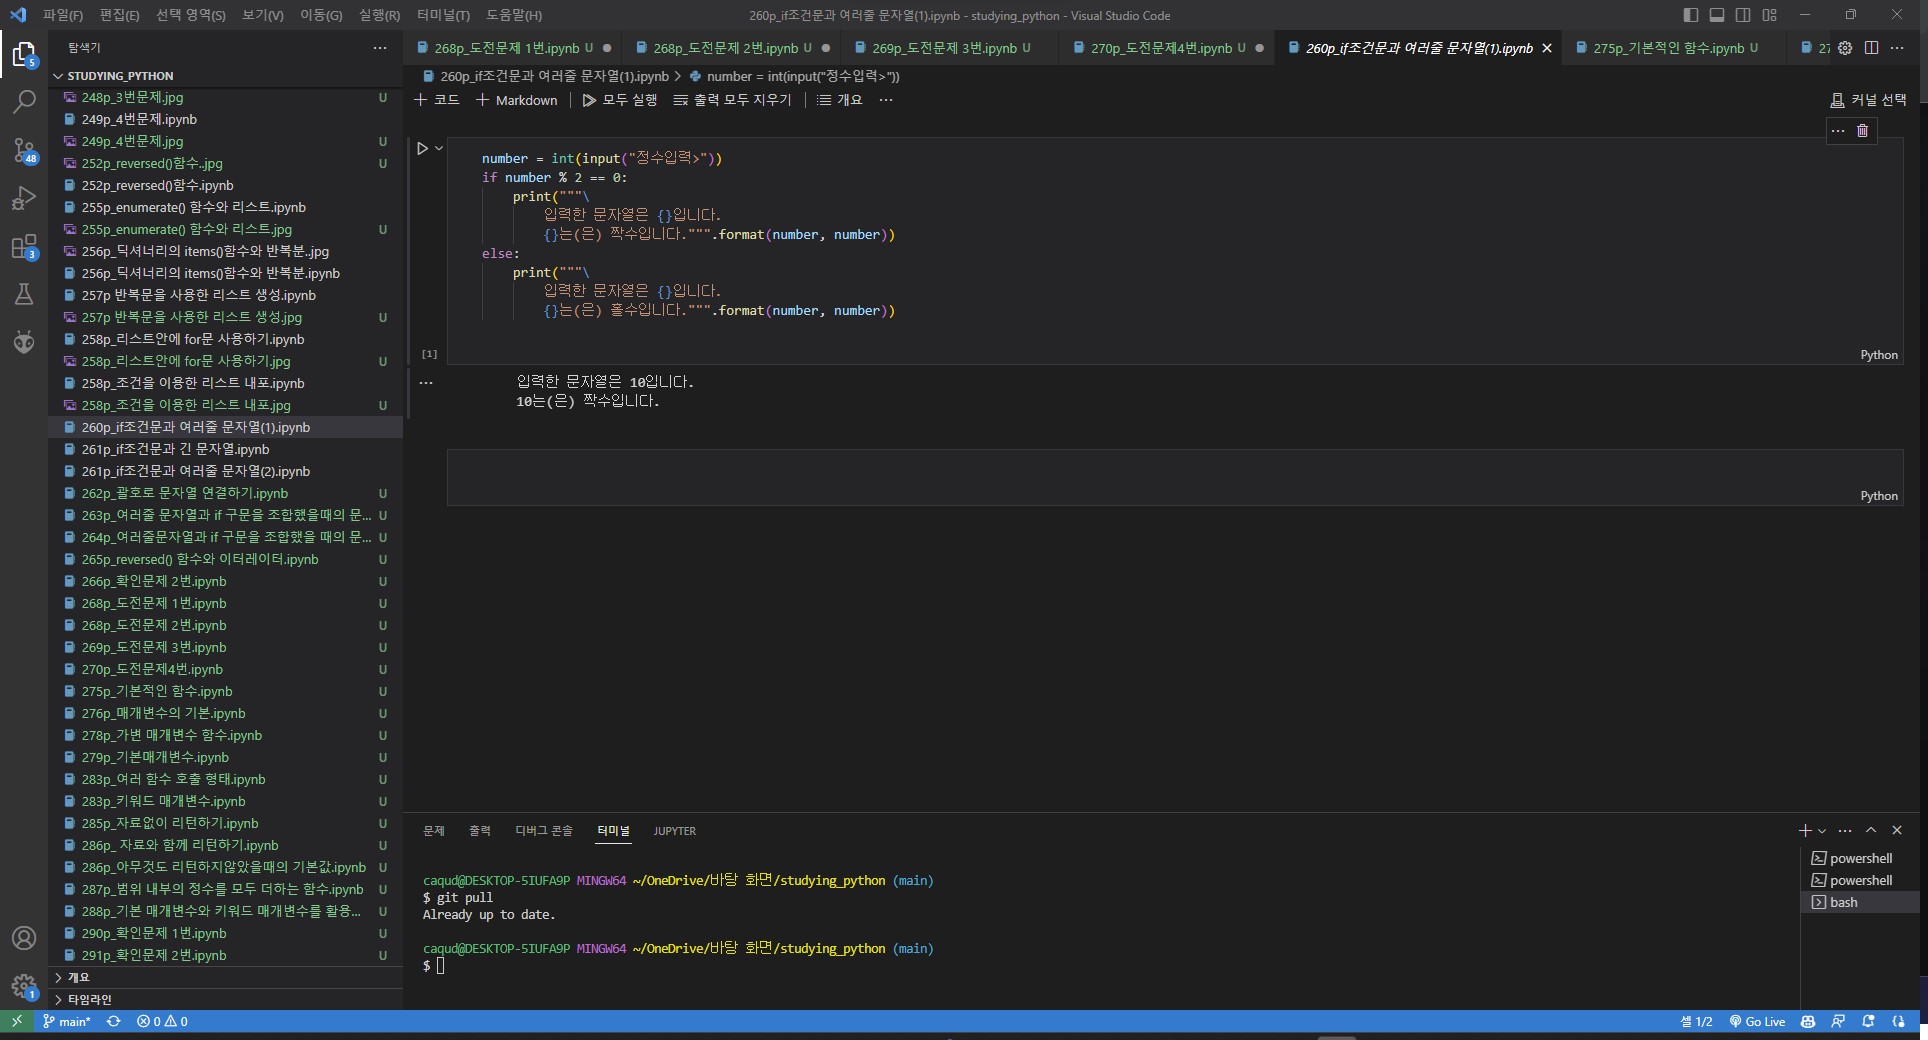 파일(F) 편집(E) 선택 영역(S) 보기(V) 이동(G) 실행(R) 터미널(T) 도움말(H)
260p_if조건문과 여러줄 문자열(1).ipynb - studying_python - Visual Studio Code
탐색기
STUDYING_PYTHON
248p_3번문제.jpg U
249p_4번문제.ipynb
249p_4번문제.jpg U
252p_reversed()함수..jpg U
252p_reversed()함수.ipynb
255p_enumerate() 함수와 리스트.ipynb
255p_enumerate() 함수와 리스트.jpg U
256p_딕셔너리의 items()함수와 반복분..jpg
256p_딕셔너리의 items()함수와 반복분.ipynb
257p 반복문을 사용한 리스트 생성.ipynb
257p 반복문을 사용한 리스트 생성.jpg U
258p_리스트안에 for문 사용하기.ipynb
258p_리스트안에 for문 사용하기.jpg U
258p_조건을 이용한 리스트 내포.ipynb
258p_조건을 이용한 리스트 내포.jpg U
260p_if조건문과 여러줄 문자열(1).ipynb
261p_if조건문과 긴 문자열.ipynb
261p_if조건문과 여러줄 문자열(2).ipynb
262p_괄호로 문자열 연결하기.ipynb U
263p_여러줄 문자열과 if 구문을 조합했을때의 문... U
264p_여러줄문자열과 if 구문을 조합했을 때의 문... U
265p_reversed() 함수와 이터레이터.ipynb U
266p_확인문제 2번.ipynb U
268p_도전문제 1번.ipynb U
268p_도전문제 2번.ipynb U
269p_도전문제 3번.ipynb U
270p_도전문제4번.ipynb U
275p_기본적인 함수.ipynb U
276p_매개변수의 기본.ipynb U
278p_가변 매개변수 함수.ipynb U
279p_기본매개변수.ipynb U
283p_여러 함수 호출 형태.ipynb U
283p_키워드 매개변수.ipynb U
285p_자료없이 리턴하기.ipynb U
286p_ 자료와 함께 리턴하기.ipynb U
286p_아무것도 리턴하지않았을때의 기본값.ipynb U
287p_범위 내부의 정수를 모두 더하는 함수.ipynb U
288p_기본 매개변수와 키워드 매개변수를 활용... U
290p_확인문제 1번.ipynb U
291p_확인문제 2번.ipynb U
개요
타임라인
5
48
3
1
268p_도전문제 1번.ipynb U 268p_도전문제 2번.ipynb U 269p_도전문제 3번.ipynb U 270p_도전문제4번.ipynb U 260p_if조건문과 여러줄 문자열(1).ipynb 275p_기본적인 함수.ipynb U 27
260p_if조건문과 여러줄 문자열(1).ipynb > number = int(input("정수입력>"))
코드 Markdown 모두 실행 출력 모두 지우기 개요 ... 커널 선택
number = int(input("정수입력>"))
if number % 2 == 0:
print("""\
입력한 문자열은 {}입니다.
{}는(은) 짝수입니다.""".format(number, number))
else:
print("""\
입력한 문자열은 {}입니다.
{}는(은) 홀수입니다.""".format(number, number))
[1]
Python
입력한 문자열은 10입니다.
10는(은) 짝수입니다.
Python
문제 출력 디버그 콘솔 터미널 JUPYTER
caqud@DESKTOP-5IUFA9P MINGW64 ~/OneDrive/바탕 화면/studying_python (main)
$ git pull
Already up to date.
caqud@DESKTOP-5IUFA9P MINGW64 ~/OneDrive/바탕 화면/studying_python (main)
$
powershell
powershell
bash
main* 0 0 셀 1/2 Go Live